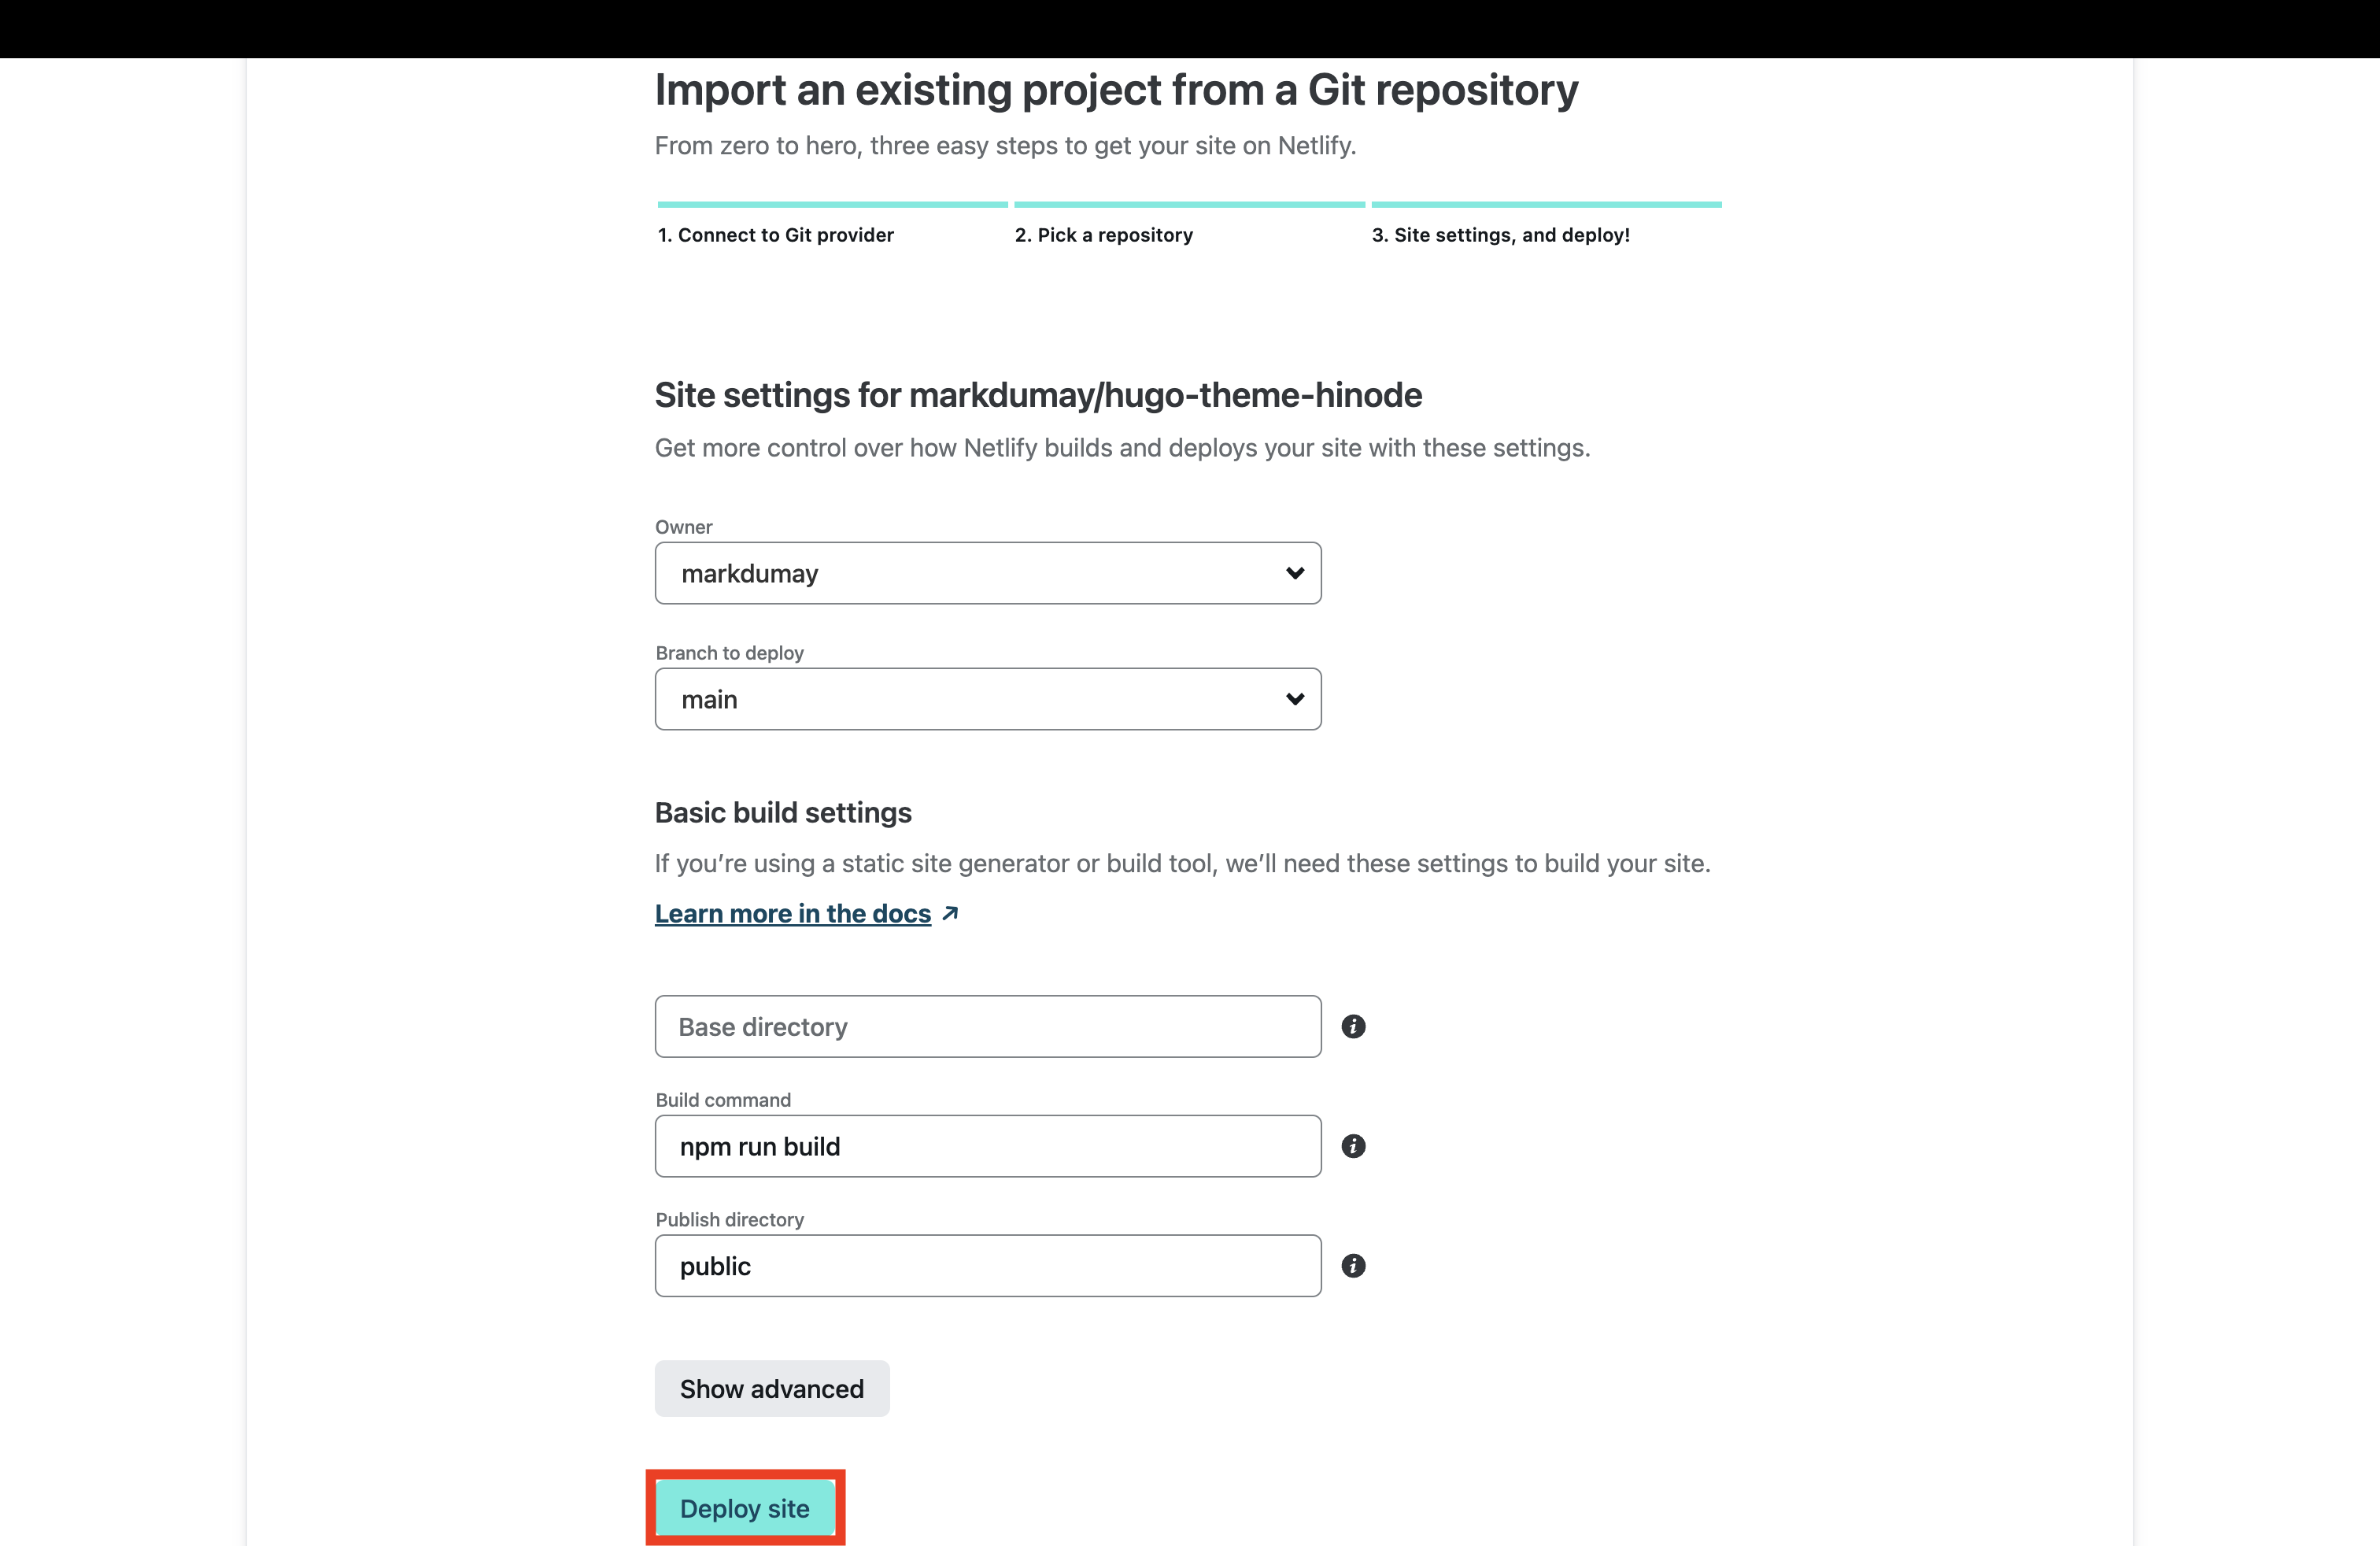 Import an existing project from a Git repository
From zero to hero, three easy steps to get your site on Netlify.
1. Connect to Git provider
2. Pick a repository
3. Site settings, and deploy!
Site settings for markdumay/hugo-theme-hinode
Get more control over how Netlify builds and deploys your site with these settings.
Owner
markdumay
Branch to deploy
main
Basic build settings
If you’re using a static site generator or build tool, we’ll need these settings to build your site.
Learn more in the docs
Base directory
Build command
npm run build
Publish directory
public
Show advanced
Deploy site